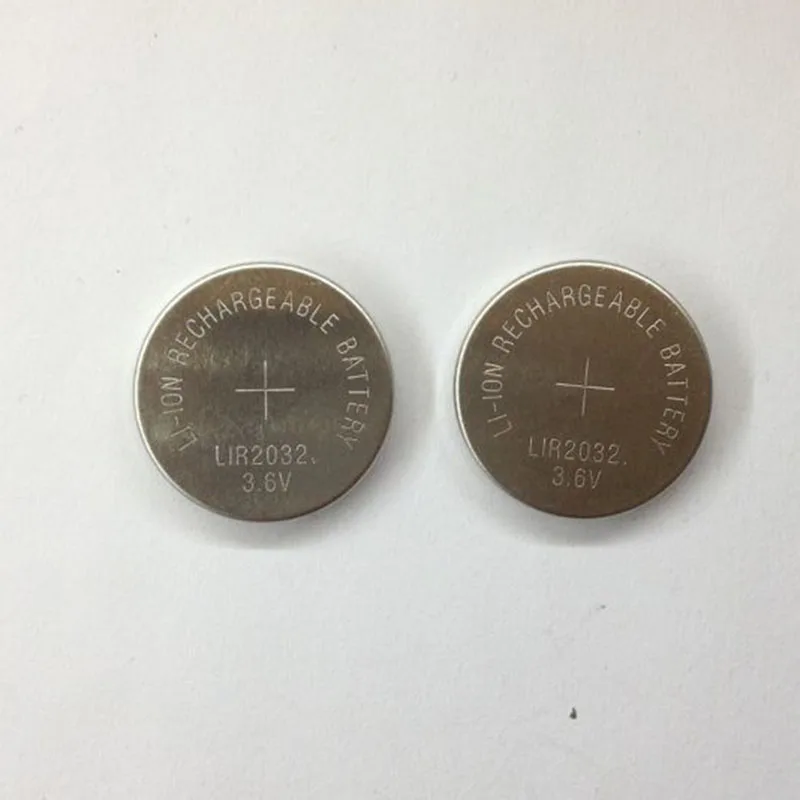 LI-ION RECHARGEABLE BATTERY
+
LIR2032.
3.6V
LI-ION RECHARGEABLE BATTERY
+
LIR2032.
3.6V